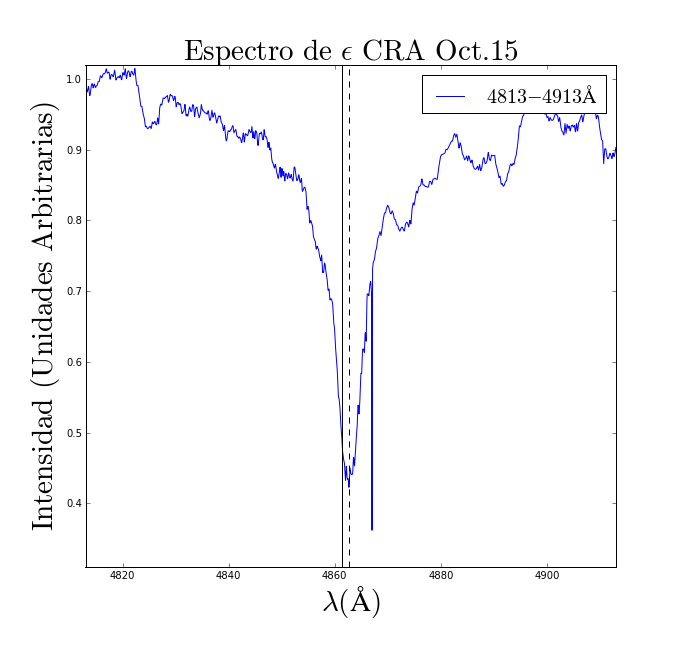 Espectro de ϵ CRA Oct.15
4813−4913Å
Intensidad (Unidades Arbitrarias)
1.0
0.9
0.8
0.7
0.6
0.5
0.4
4820 4840 4860 4880 4900
λ(Å)